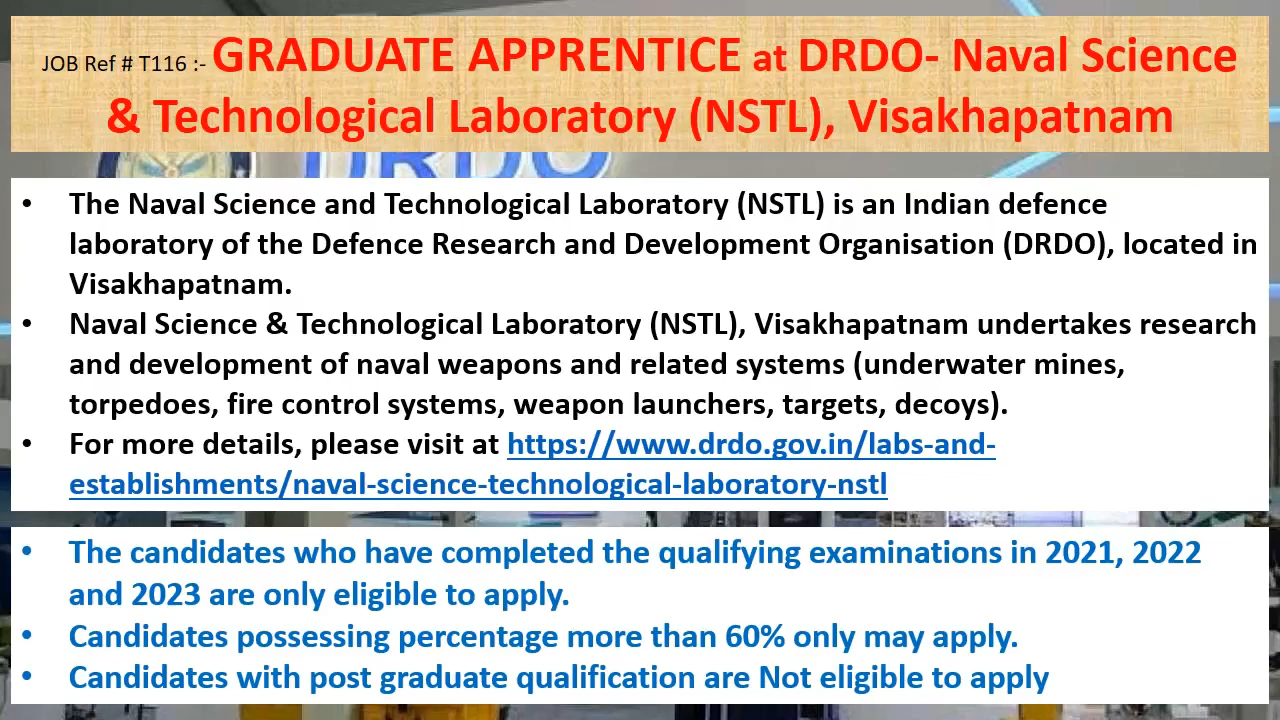 JOB Ref # T116 :- GRADUATE APPRENTICE at DRDO- Naval Science
& Technological Laboratory (NSTL), Visakhapatnam
DRDO
• The Naval Science and Technological Laboratory (NSTL) is an Indian defence
laboratory of the Defence Research and Development Organisation (DRDO), located in
Visakhapatnam.
• Naval Science & Technological Laboratory (NSTL), Visakhapatnam undertakes research
and development of naval weapons and related systems (underwater mines,
torpedoes, fire control systems, weapon launchers, targets, decoys).
• For more details, please visit at https://www.drdo.gov.in/labs-and-
establishments/naval-science-technological-laboratory-nstl
• The candidates who have completed the qualifying examinations in 2021, 2022
and 2023 are only eligible to apply.
• Candidates possessing percentage more than 60% only may apply.
• Candidates with post graduate qualification are Not eligible to apply